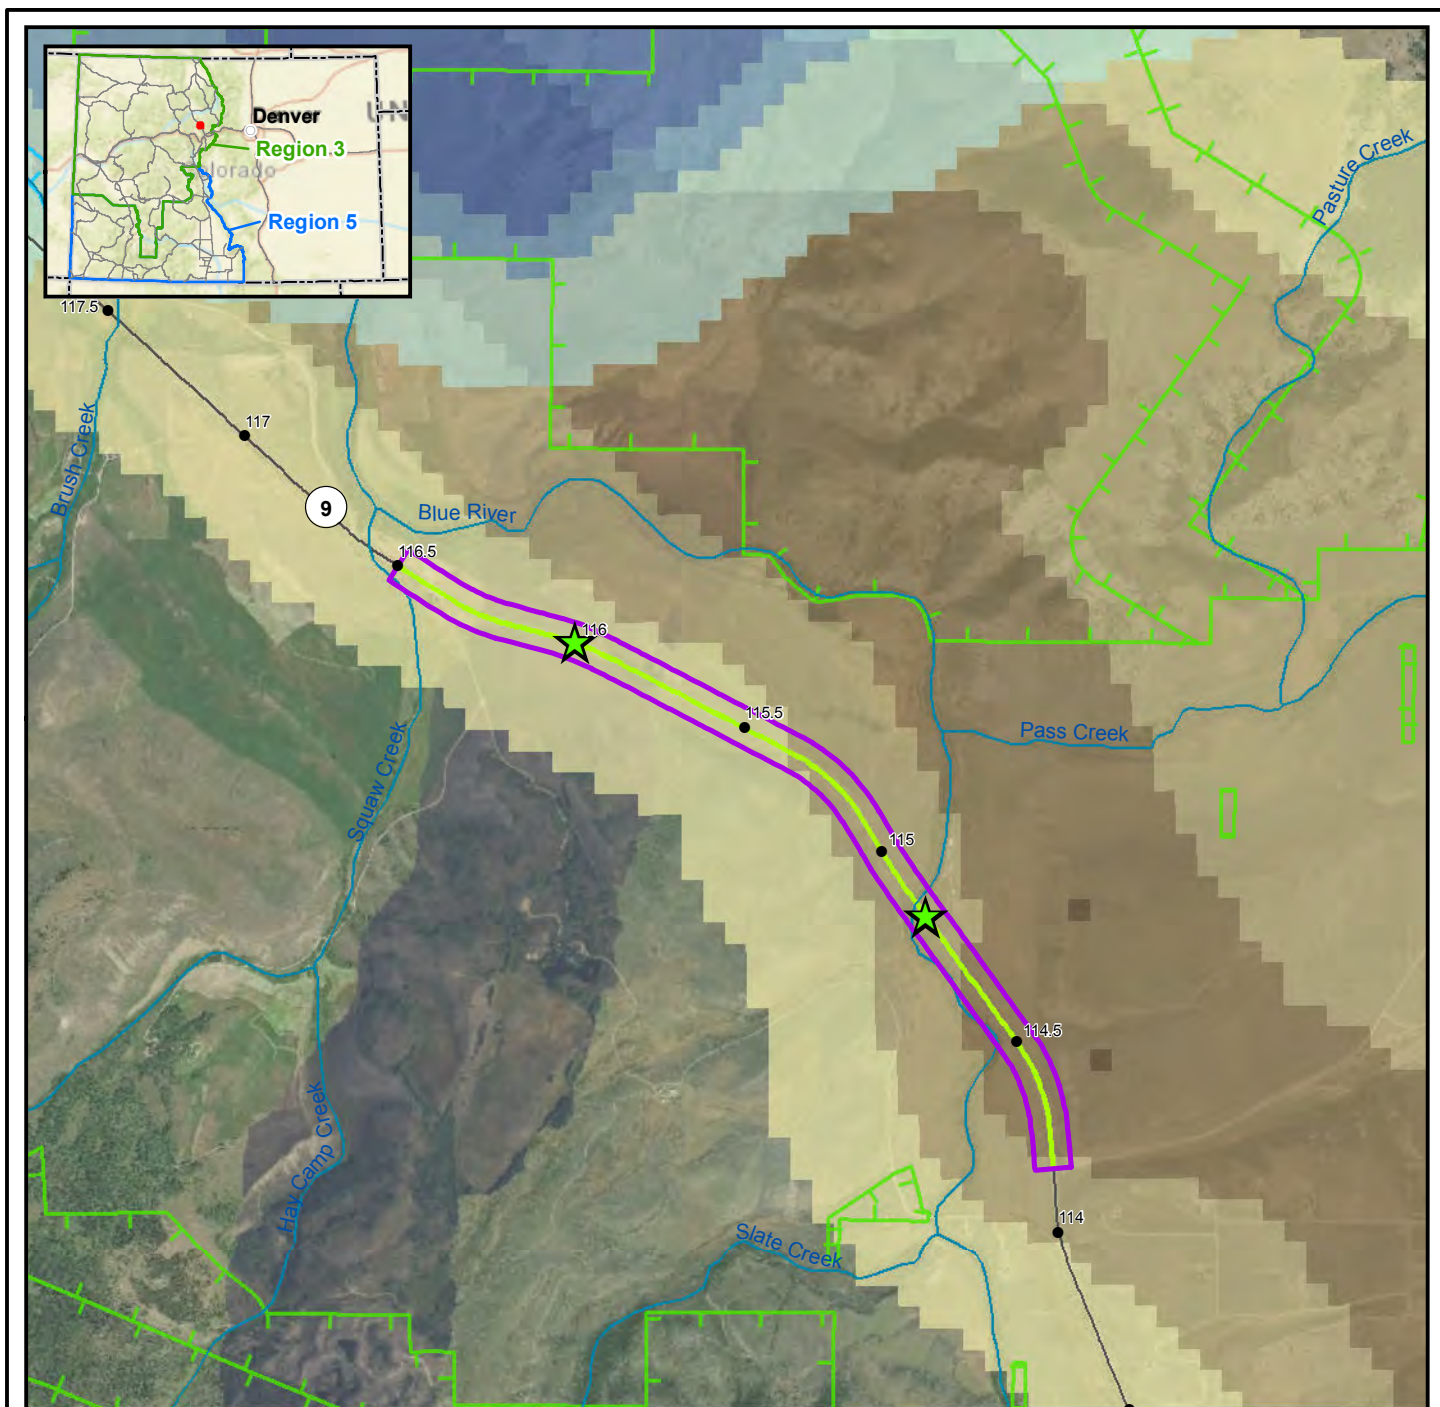 Denver
UN
Region 3
Colorado
Region 5
Pasture Creek
117.5
117
Brush Creek
9
Blue River
116.5
116
115.5
Pass Creek
Squaw Creek
115
114.5
Hay Camp Creek
114
Slate Creek